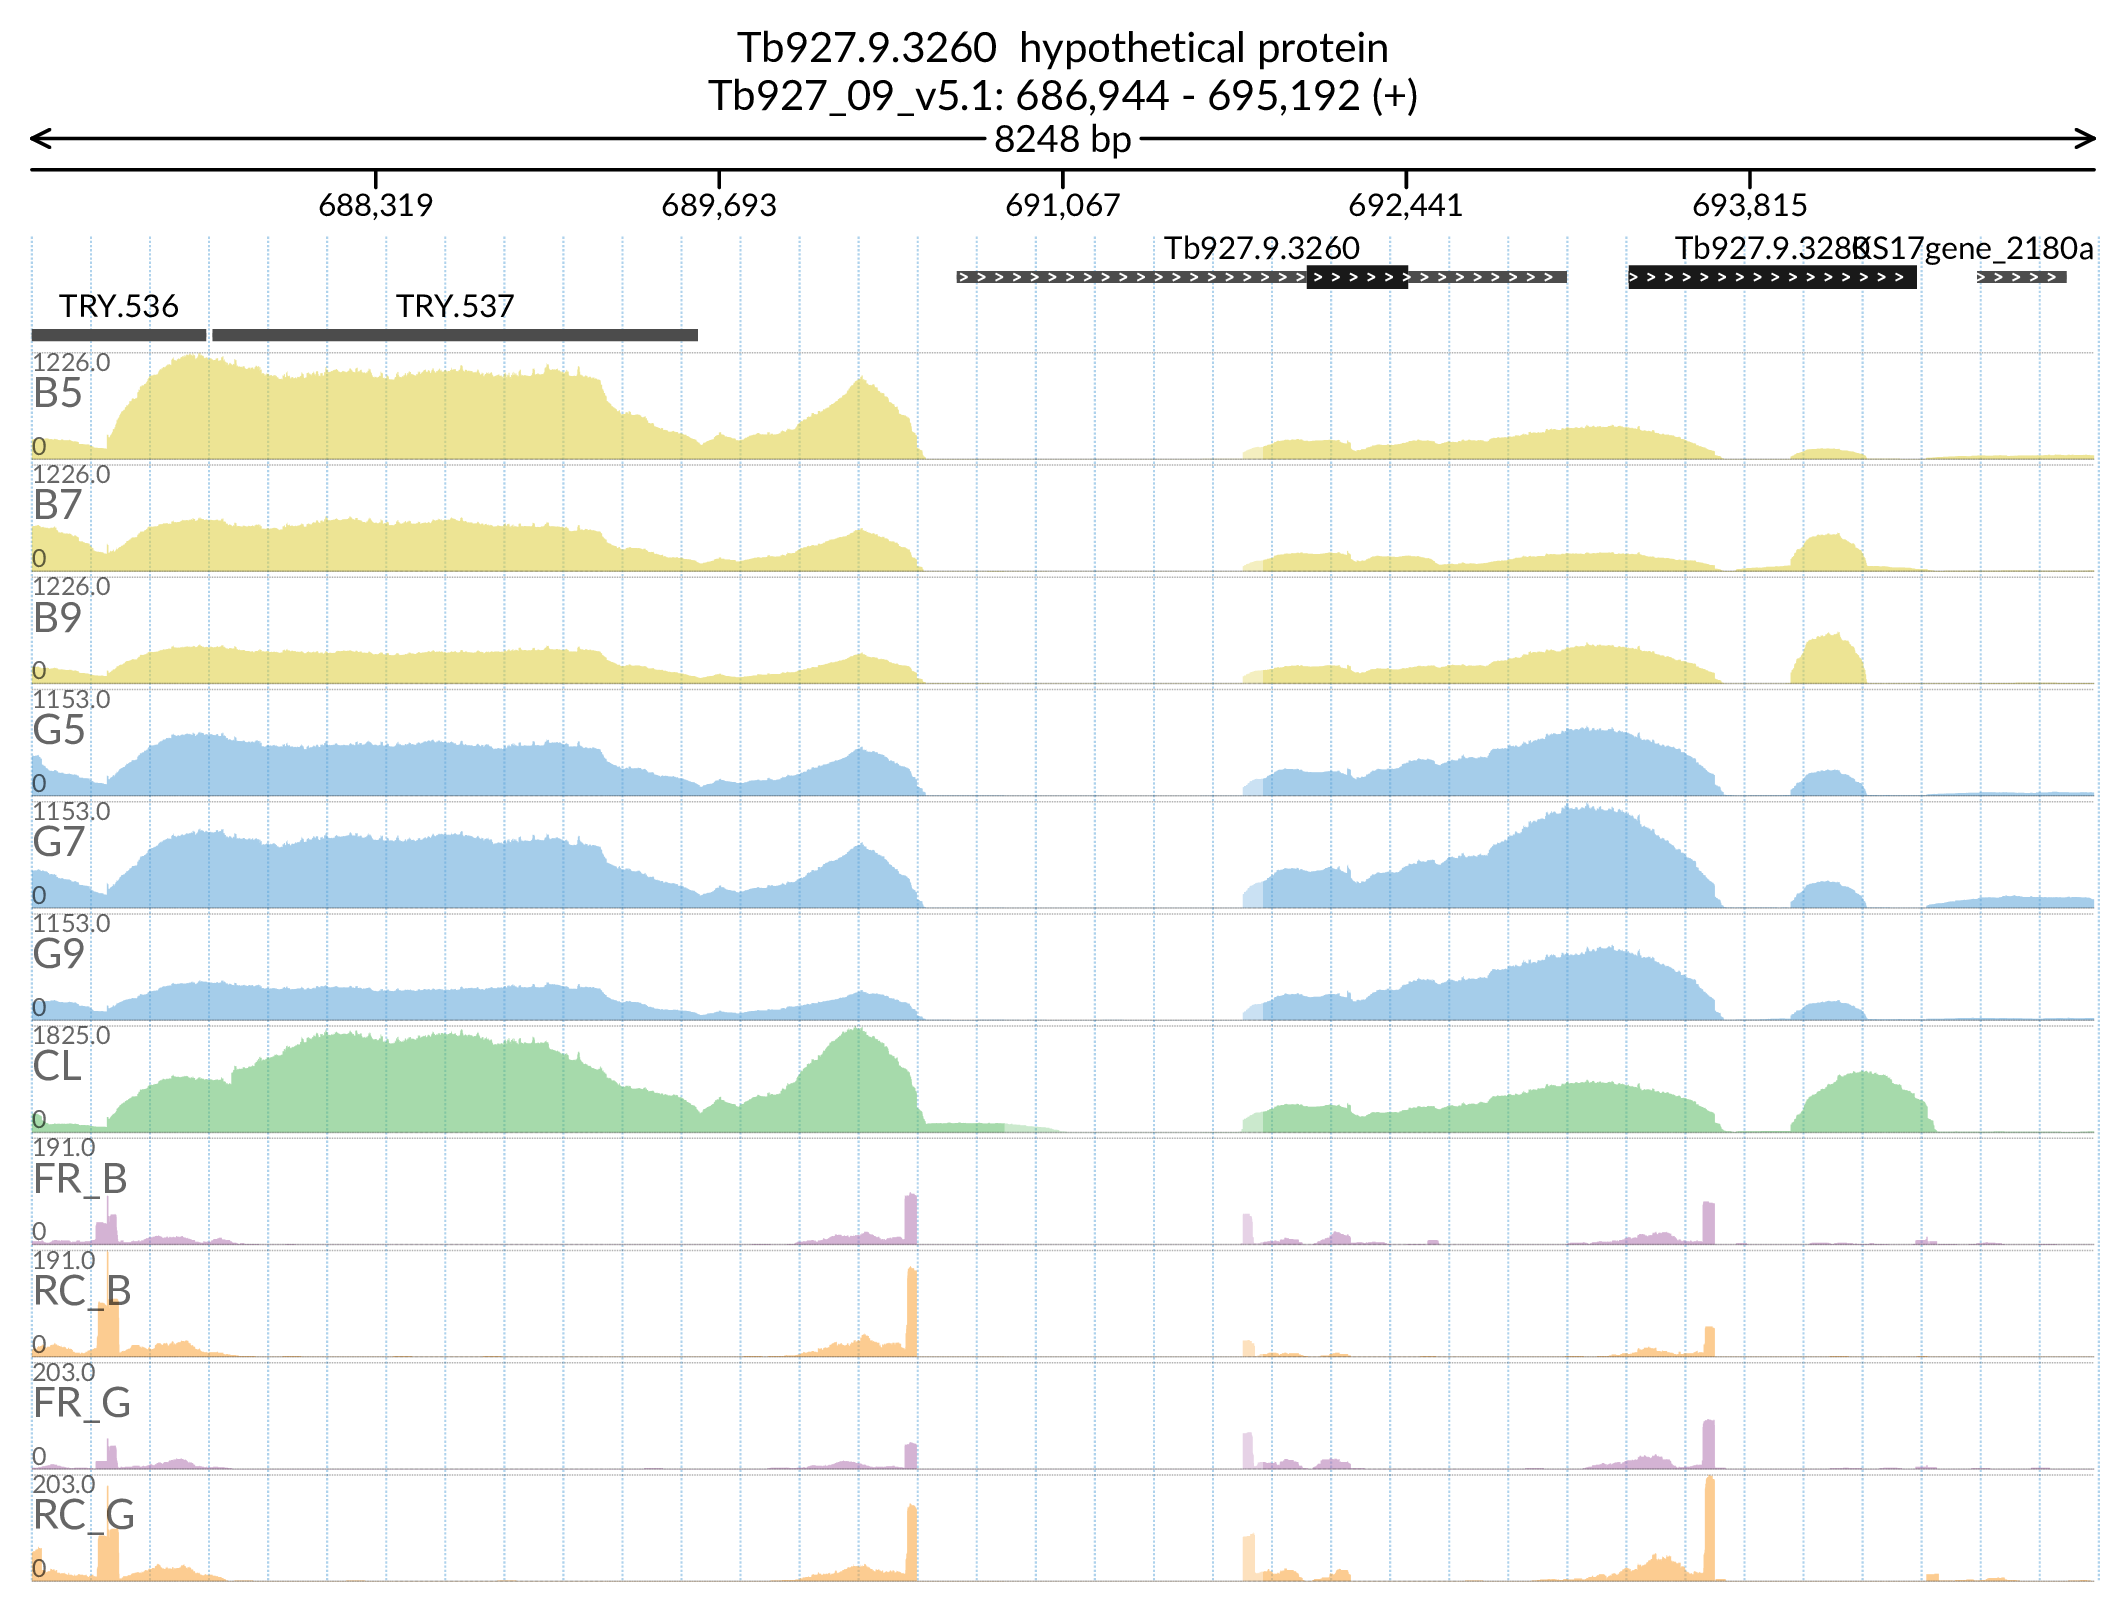 Tb927.9.3260  hypothetical protein
Tb927_09_v5.1: 686,944 - 695,192 (+)
8248 bp
688,319 689,693 691,067 692,441 693,815
Tb927.9.3260 Tb927.9.3280 KS17gene_2180a
TRY.536 TRY.537
1226.0
B5
0
1226.0
B7
0
1226.0
B9
0
1153.0
G5
0
1153.0
G7
0
1153.0
G9
0
1825.0
CL
0
191.0
FR_B
0
191.0
RC_B
0
203.0
FR_G
0
203.0
RC_G
0